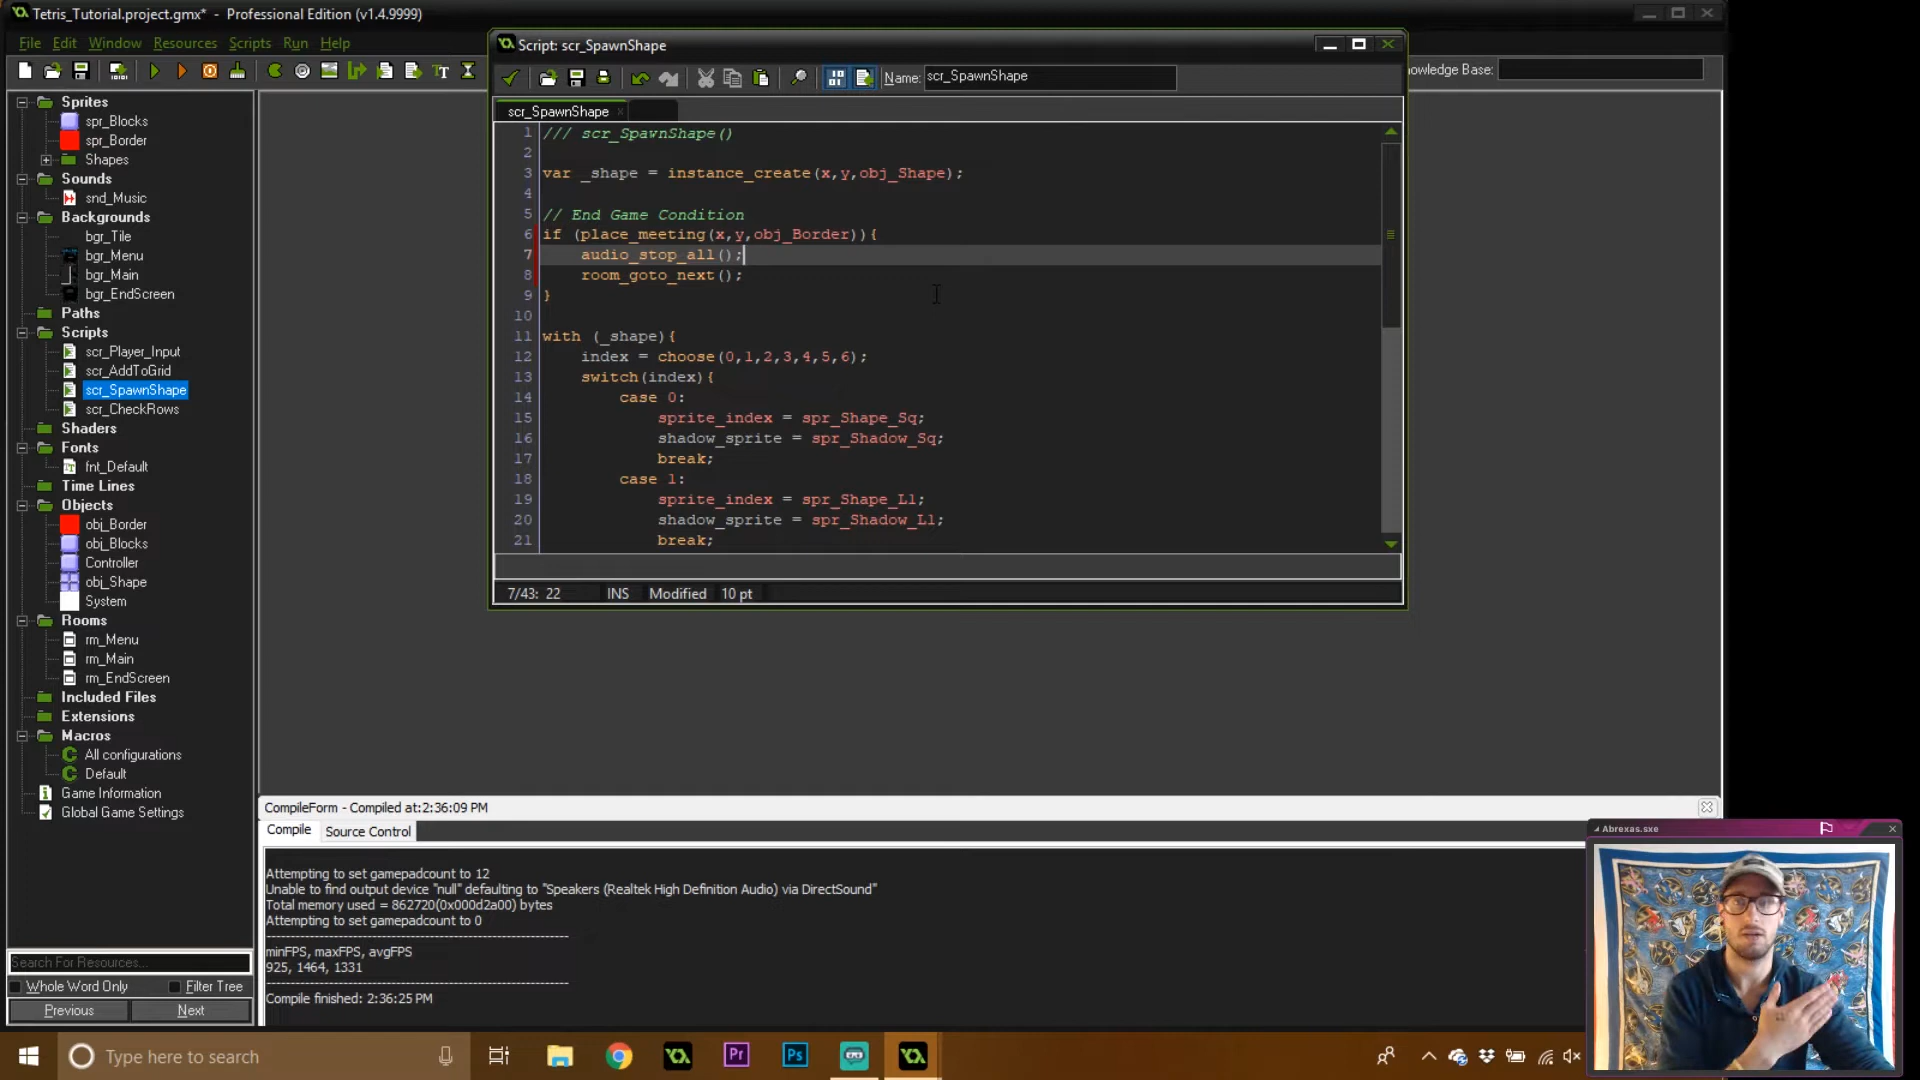 Tetris_Tutorial.project.gmx* - Professional Edition (v1.4.9999)
File Edit Window Resources Scripts Run Help
Sprites
spr_Blocks
spr_Border
Shapes
Sounds
snd_Music
Backgrounds
bgr_Tile
bgr_Menu
bgr_Main
bgr_EndScreen
Paths
Scripts
scr_Player_Input
scr_AddToGrid
scr_SpawnShape
scr_CheckRows
Shaders
Fonts
fnt_Default
Time Lines
Objects
obj_Border
obj_Blocks
Controller
obj_Shape
System
Rooms
rm_Menu
rm_Main
rm_EndScreen
Included Files
Extensions
Macros
All configurations
Default
Game Information
Global Game Settings
Search For Resources...
Whole Word Only Filter Tree
Previous Next
Script: scr_SpawnShape
Name: scr_SpawnShape
owledge Base:
scr_SpawnShape
1 /// scr_SpawnShape()
2
3 var _shape = instance_create(x,y,obj_Shape);
4
5 // End Game Condition
6 if (place_meeting(x,y,obj_Border)){
7 audio_stop_all();
8 room_goto_next();
9 }
10
11 with (_shape){
12 index = choose(0,1,2,3,4,5,6);
13 switch(index){
14 case 0:
15 sprite_index = spr_Shape_Sq;
16 shadow_sprite = spr_Shadow_Sq;
17 break;
18 case 1:
19 sprite_index = spr_Shape_L1;
20 shadow_sprite = spr_Shadow_L1;
21 break;
7/43: 22 INS Modified 10 pt
CompileForm - Compiled at:2:36:09 PM
Compile Source Control
Attempting to set gamepadcount to 12
Unable to find output device "null" defaulting to "Speakers (Realtek High Definition Audio) via DirectSound"
Total memory used = 862720(0x000d2a00) bytes
Attempting to set gamepadcount to 0
minFPS, maxFPS, avgFPS
925, 1464, 1331
Compile finished: 2:36:25 PM
Abrexas.sxe
Type here to search
Pr
Ps